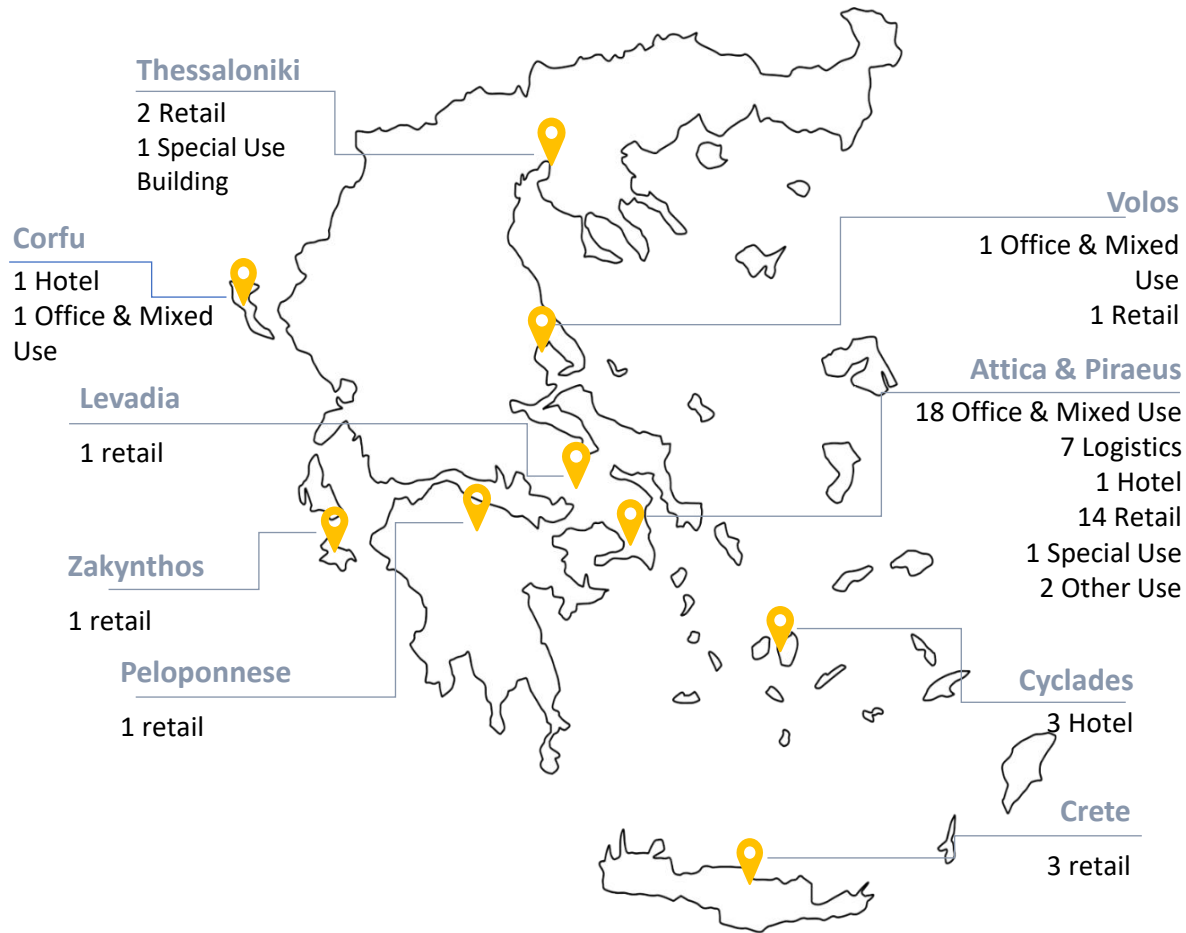 Thessaloniki
2 Retail
1 Special Use
Building
Corfu
1 Hotel
1 Office & Mixed
Use
Levadia
1 retail
Zakynthos
1 retail
Peloponnese
1 retail
Volos
1 Office & Mixed
Use
1 Retail
Attica & Piraeus
18 Office & Mixed Use
7 Logistics
1 Hotel
14 Retail
1 Special Use
2 Other Use
Cyclades
3 Hotel
Crete
3 retail